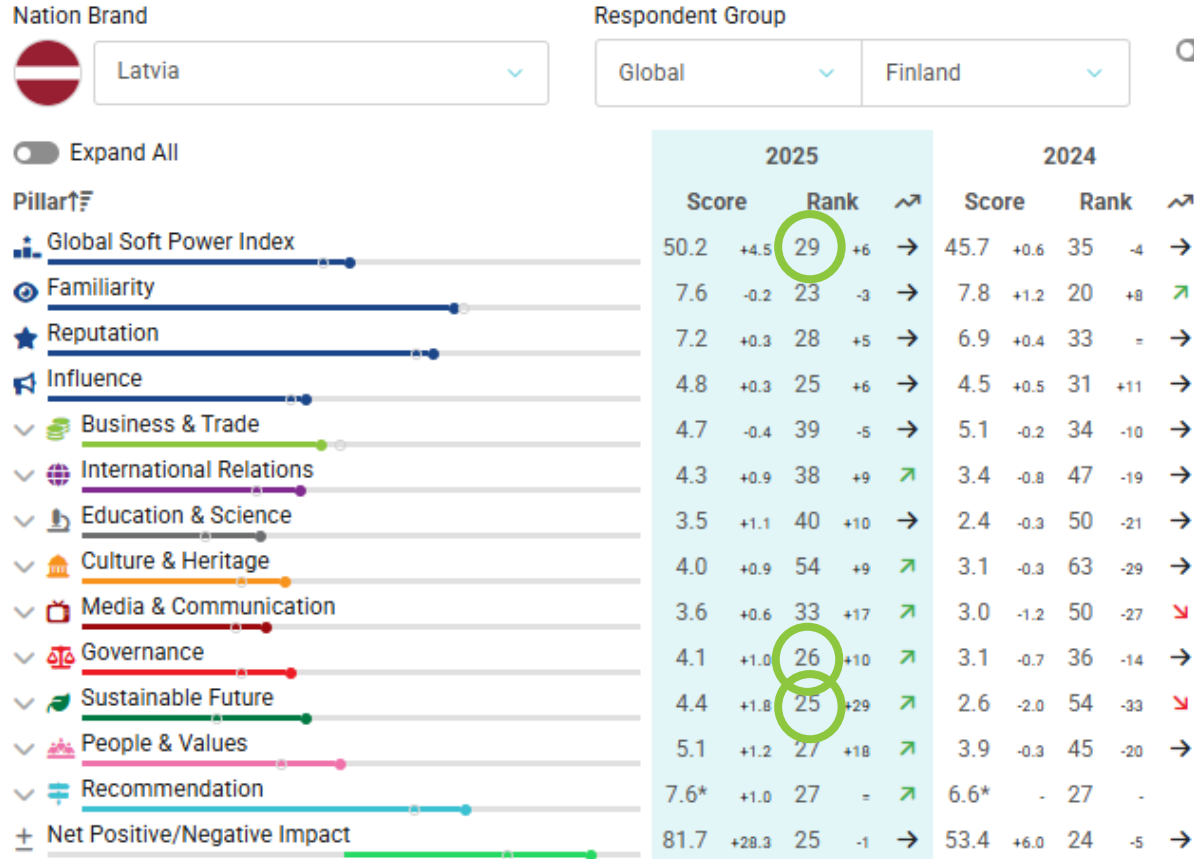 Nation Brand Respondent Group
Latvia Global Finland
Expand All 2025 2024
Pillar Score Rank Score Rank
Global Soft Power Index 50.2 +4.5 29 +6 45.7 +0.6 35 -4
Familiarity 7.6 -0.2 23 -3 7.8 +1.2 20 +8
Reputation 7.2 +0.3 28 +5 6.9 +0.4 33 =
Influence 4.8 +0.3 25 +6 4.5 +0.5 31 +11
Business & Trade 4.7 -0.4 39 -5 5.1 -0.2 34 -10
International Relations 4.3 +0.9 38 +9 3.4 -0.8 47 -19
Education & Science 3.5 +1.1 40 +10 2.4 -0.3 50 -21
Culture & Heritage 4.0 +0.9 54 +9 3.1 -0.3 63 -29
Media & Communication 3.6 +0.6 33 +17 3.0 -1.2 50 -27
Governance 4.1 +1.0 26 +10 3.1 -0.7 36 -14
Sustainable Future 4.4 +1.8 25 +29 2.6 -2.0 54 -33
People & Values 5.1 +1.2 27 +18 3.9 -0.3 45 -20
Recommendation 7.6* +1.0 27 = 6.6* - 27 -
Net Positive/Negative Impact 81.7 +28.3 25 -1 53.4 +6.0 24 -5